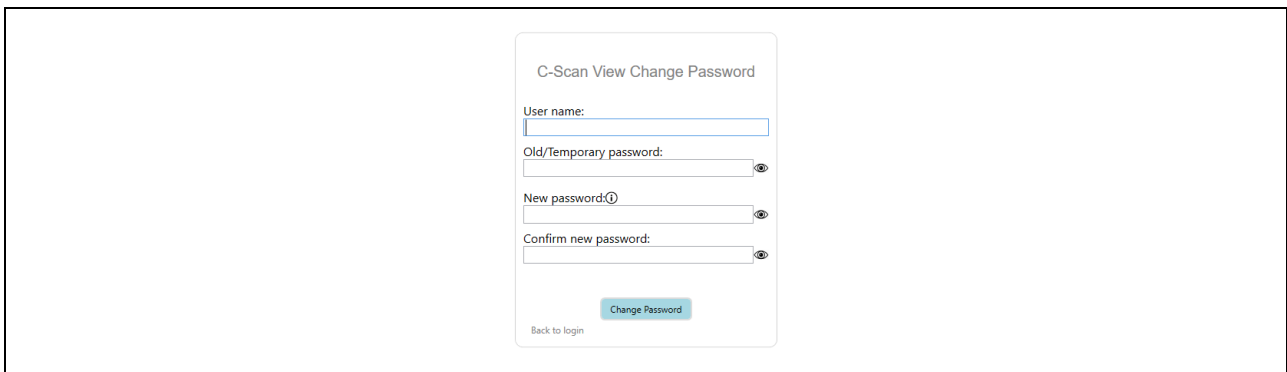 C-Scan View Change Password
User name:
Old/Temporary password:
New password:
Confirm new password:
Change Password
Back to login